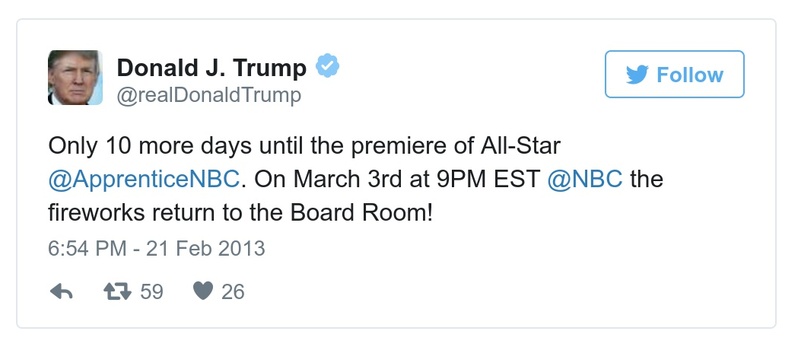 Donald J. Trump
@realDonaldTrump
Follow
Only 10 more days until the premiere of All-Star
@ApprenticeNBC. On March 3rd at 9PM EST @NBC the
fireworks return to the Board Room!
6:54 PM - 21 Feb 2013
59 26